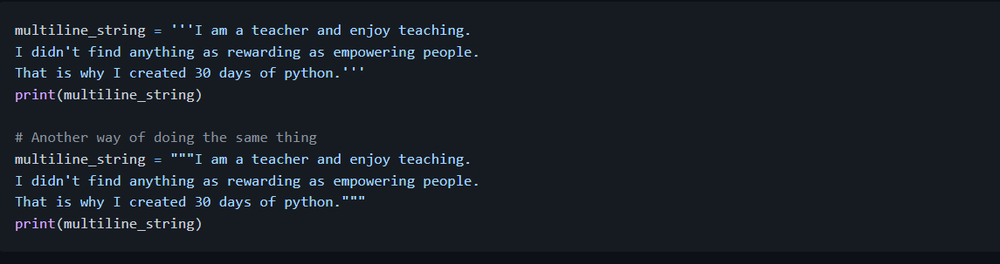 multiline_string = '''I am a teacher and enjoy teaching.
I didn't find anything as rewarding as empowering people.
That is why I created 30 days of python.'''
print(multiline_string)
# Another way of doing the same thing
multiline_string = """I am a teacher and enjoy teaching.
I didn't find anything as rewarding as empowering people.
That is why I created 30 days of python."""
print(multiline_string)